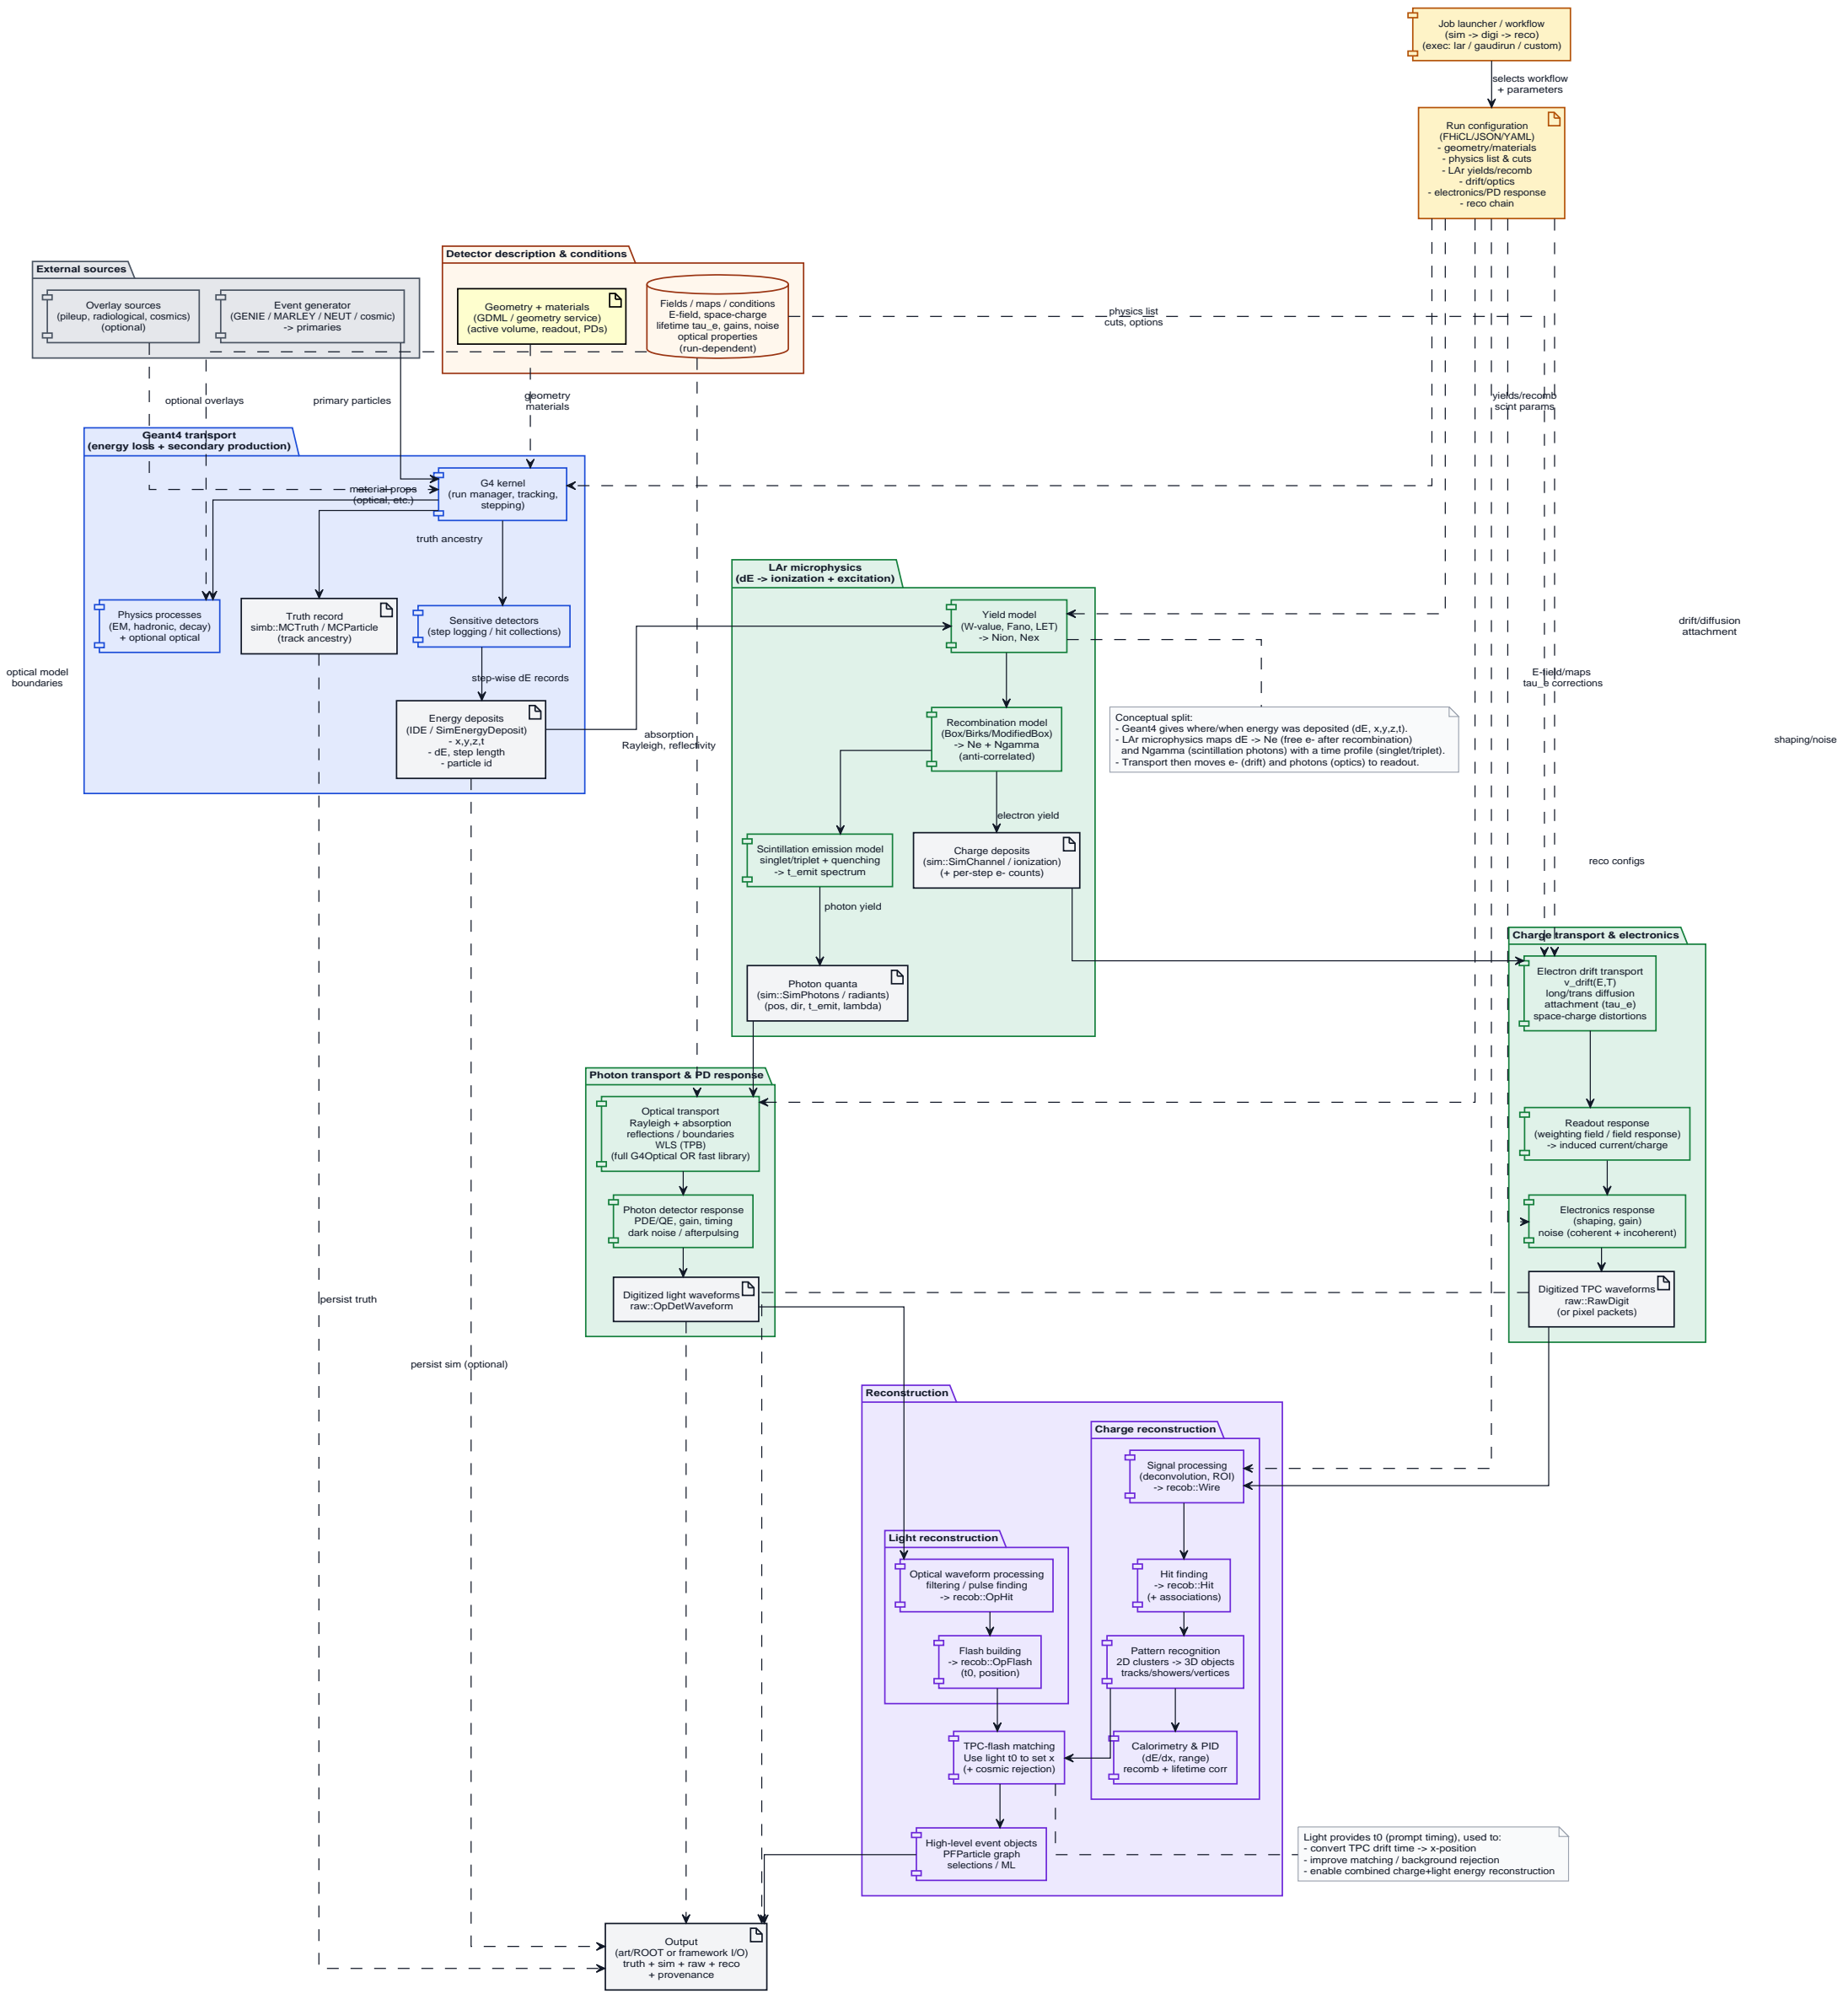 Job launcher / workflow
(sim -> digi -> reco)
(exec: lar / gaudirun / custom)
selects workflow
+ parameters
Run configuration
(FHiCL/JSON/YAML)
- geometry/materials
- physics list & cuts
- LAr yields/recomb
- drift/optics
- electronics/PD response
- reco chain
External sources
Overlay sources
(pileup, radiological, cosmics)
(optional)
Event generator
(GENIE / MARLEY / NEUT / cosmic)
-> primaries
Detector description & conditions
Geometry + materials
(GDML / geometry service)
(active volume, readout, PDs)
Fields / maps / conditions
E-field, space-charge
lifetime tau_e, gains, noise
optical properties
(run-dependent)
physics list
cuts, options
optional overlays
primary particles
geometry
materials
yields/recomb
scint params
Geant4 transport
(energy loss + secondary production)
G4 kernel
(run manager, tracking,
stepping)
material props
(optical, etc.)
truth ancestry
Physics processes
(EM, hadronic, decay)
+ optional optical
Truth record
simb::MCTruth / MCParticle
(track ancestry)
Sensitive detectors
(step logging / hit collections)
step-wise dE records
Energy deposits
(IDE / SimEnergyDeposit)
- x,y,z,t
- dE, step length
- particle id
optical model
boundaries
absorption
Rayleigh, reflectivity
LAr microphysics
(dE -> ionization + excitation)
Yield model
(W-value, Fano, LET)
-> Nion, Nex
Recombination model
(Box/Birks/ModifiedBox)
-> Ne + Ngamma
(anti-correlated)
electron yield
Scintillation emission model
singlet/triplet + quenching
-> t_emit spectrum
Charge deposits
(sim::SimChannel / ionization)
(+ per-step e- counts)
photon yield
Photon quanta
(sim::SimPhotons / radiants)
(pos, dir, t_emit, lambda)
Conceptual split:
- Geant4 gives where/when energy was deposited (dE, x,y,z,t).
- LAr microphysics maps dE -> Ne (free e- after recombination)
and Ngamma (scintillation photons) with a time profile (singlet/triplet).
- Transport then moves e- (drift) and photons (optics) to readout.
drift/diffusion
attachment
E-field/maps
tau_e corrections
shaping/noise
reco configs
Charge transport & electronics
Electron drift transport
v_drift(E,T)
long/trans diffusion
attachment (tau_e)
space-charge distortions
Readout response
(weighting field / field response)
-> induced current/charge
Electronics response
(shaping, gain)
noise (coherent + incoherent)
Digitized TPC waveforms
raw::RawDigit
(or pixel packets)
Photon transport & PD response
Optical transport
Rayleigh + absorption
reflections / boundaries
WLS (TPB)
(full G4Optical OR fast library)
Photon detector response
PDE/QE, gain, timing
dark noise / afterpulsing
Digitized light waveforms
raw::OpDetWaveform
persist truth
persist sim (optional)
Reconstruction
Charge reconstruction
Signal processing
(deconvolution, ROI)
-> recob::Wire
Hit finding
-> recob::Hit
(+ associations)
Pattern recognition
2D clusters -> 3D objects
tracks/showers/vertices
Calorimetry & PID
(dE/dx, range)
recomb + lifetime corr
Light reconstruction
Optical waveform processing
filtering / pulse finding
-> recob::OpHit
Flash building
-> recob::OpFlash
(t0, position)
TPC-flash matching
Use light t0 to set x
(+ cosmic rejection)
High-level event objects
PFParticle graph
selections / ML
Light provides t0 (prompt timing), used to:
- convert TPC drift time -> x-position
- improve matching / background rejection
- enable combined charge+light energy reconstruction
Output
(art/ROOT or framework I/O)
truth + sim + raw + reco
+ provenance